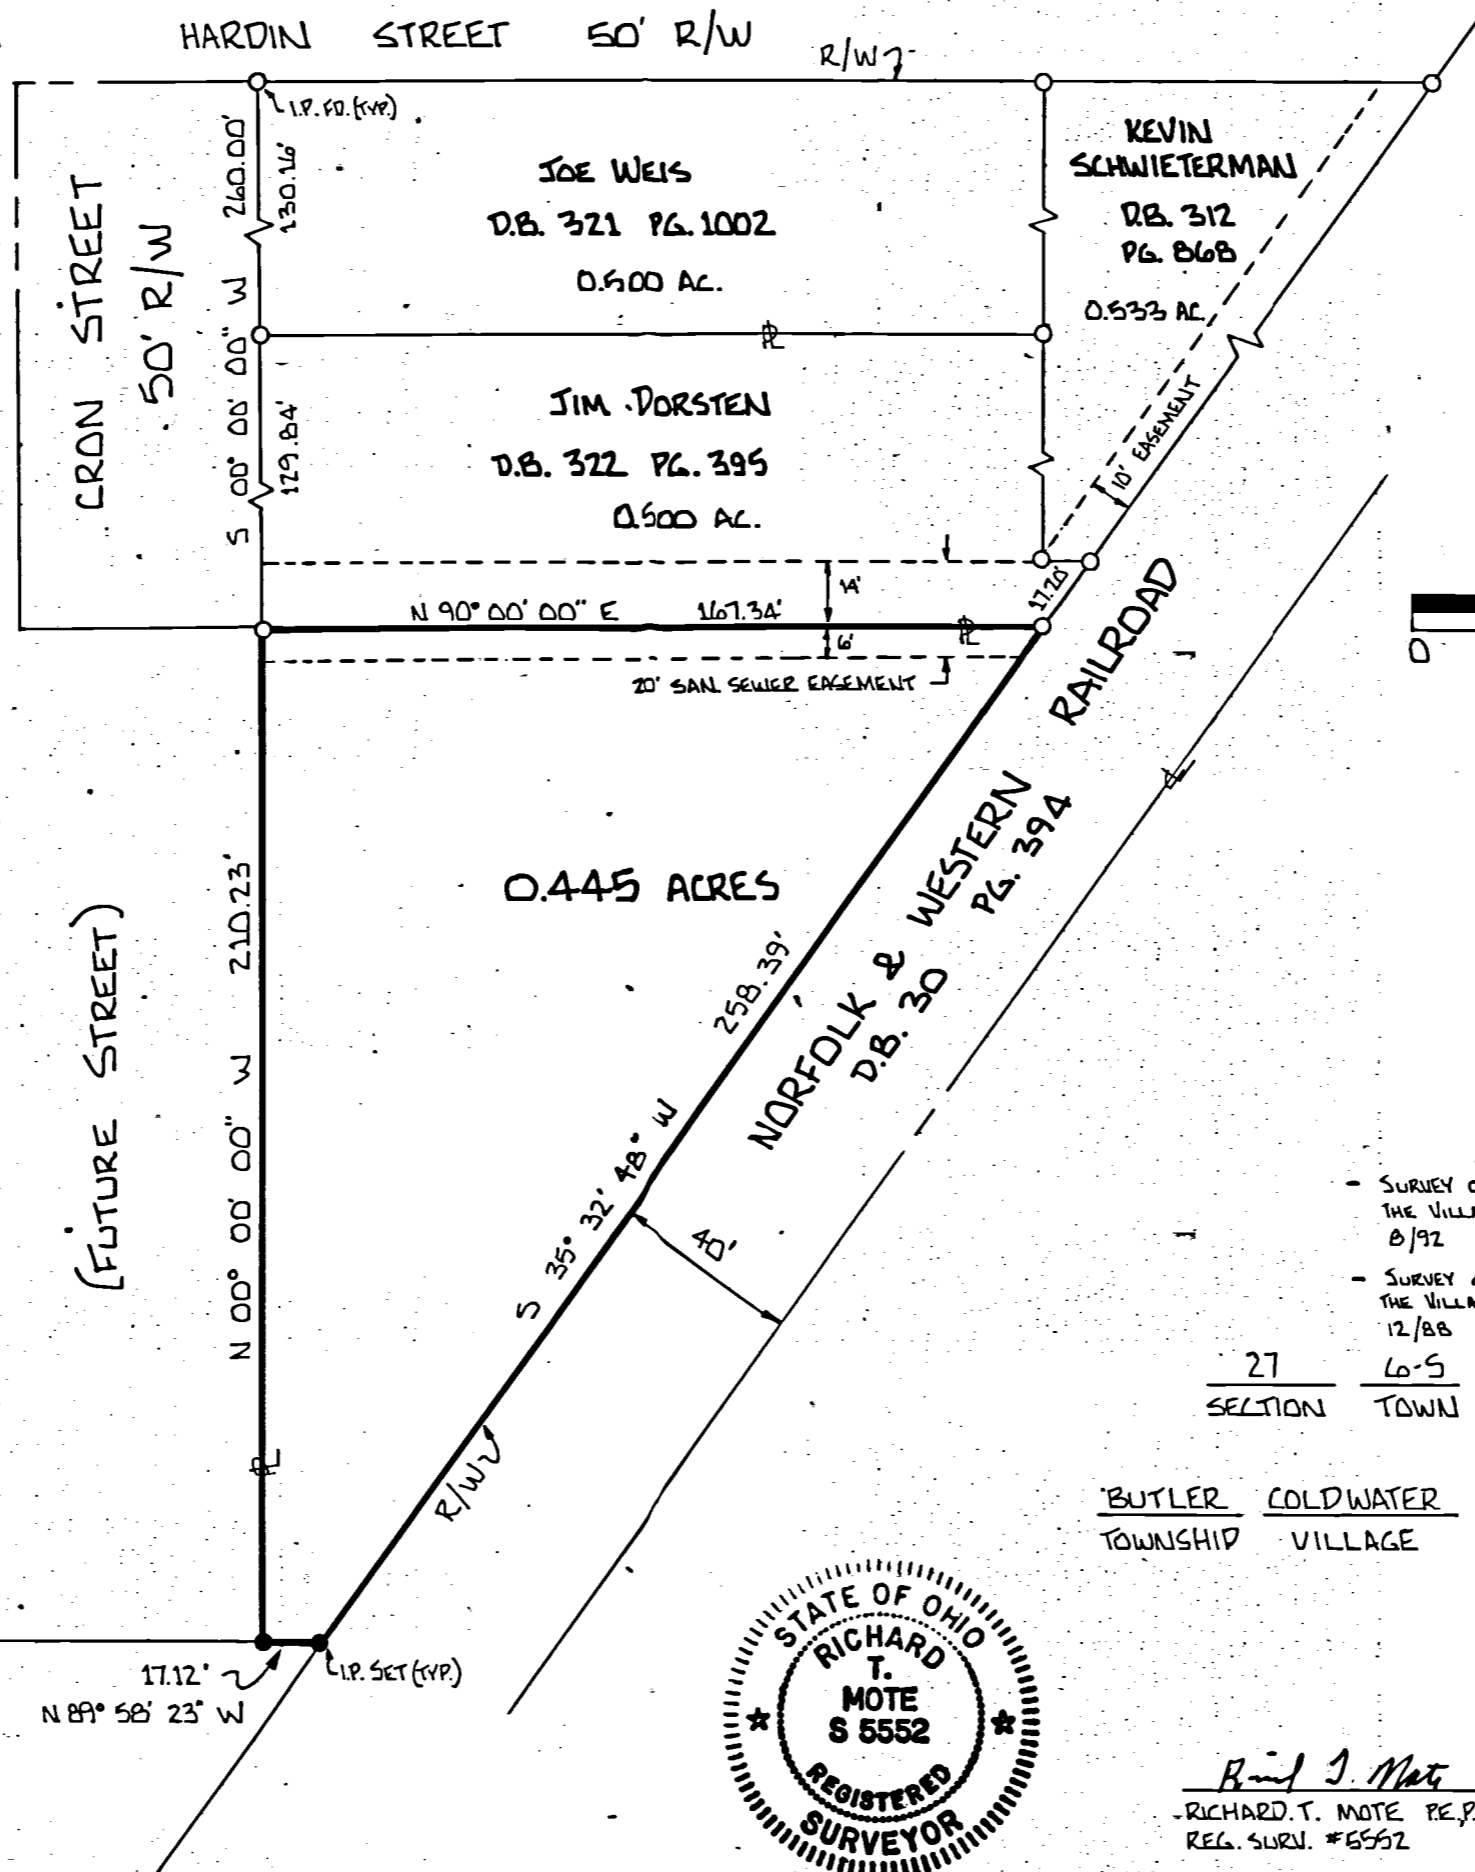 HARDIN STREET 50' R/W
R/W
I.P. FD. (TYP.)
CRON STREET
50' R/W
S 00° 00' 00" W 260.00'
130.16'
129.84'
JOE WEIS
D.B. 321 PG. 1002
0.500 AC.
KEVIN
SCHWIETERMAN
D.B. 312
PG. 868
0.533 AC.
JIM DORSTEN
D.B. 322 PG. 395
0.500 AC.
10' EASEMENT
17.20'
14'
N 90° 00' 00" E 167.34'
PL
6'
20' SAN. SEWER EASEMENT
0
(FUTURE STREET)
N 00° 00' 00" W 210.23'
0.445 ACRES
S 35° 32' 48" W 258.39'
NORFOLK & WESTERN RAILROAD
D.B. 30 PG. 394
40'
R/W
17.12'
N 89° 58' 23" W
I.P. SET (TYP.)
- SURVEY
THE
8/92
- SURVEY
THE
12/88
27 6-S
SECTION TOWN
BUTLER COLDWATER
TOWNSHIP VILLAGE
STATE OF OHIO
RICHARD
T.
MOTE
S 5552
REGISTERED
SURVEYOR
RICHARD. T. MOTE P.E.,P.
REG. SURV. #5552